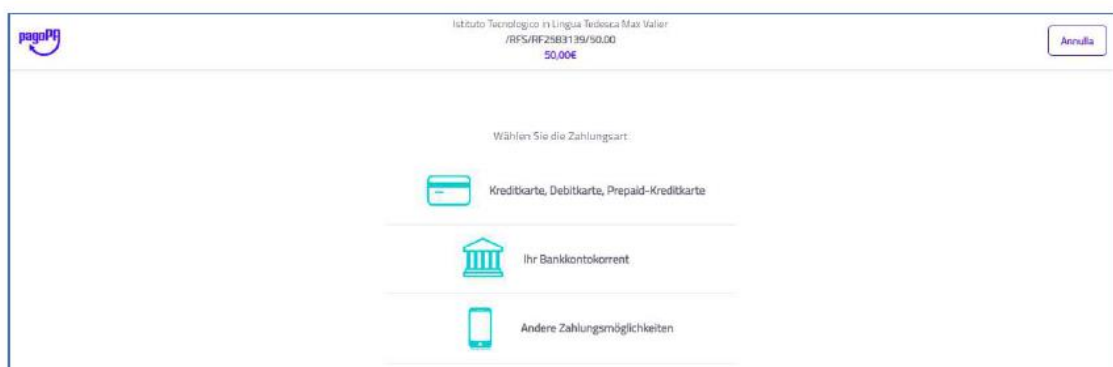 pagoPA
Istituto Tecnologico in Lingua Tedesca Max Valier
/RFS/RF2583139/50.00
50,00€
Annulla
Wählen Sie die Zahlungsart
Kreditkarte, Debitkarte, Prepaid-Kreditkarte
Ihr Bankkontokorrent
Andere Zahlungsmöglichkeiten